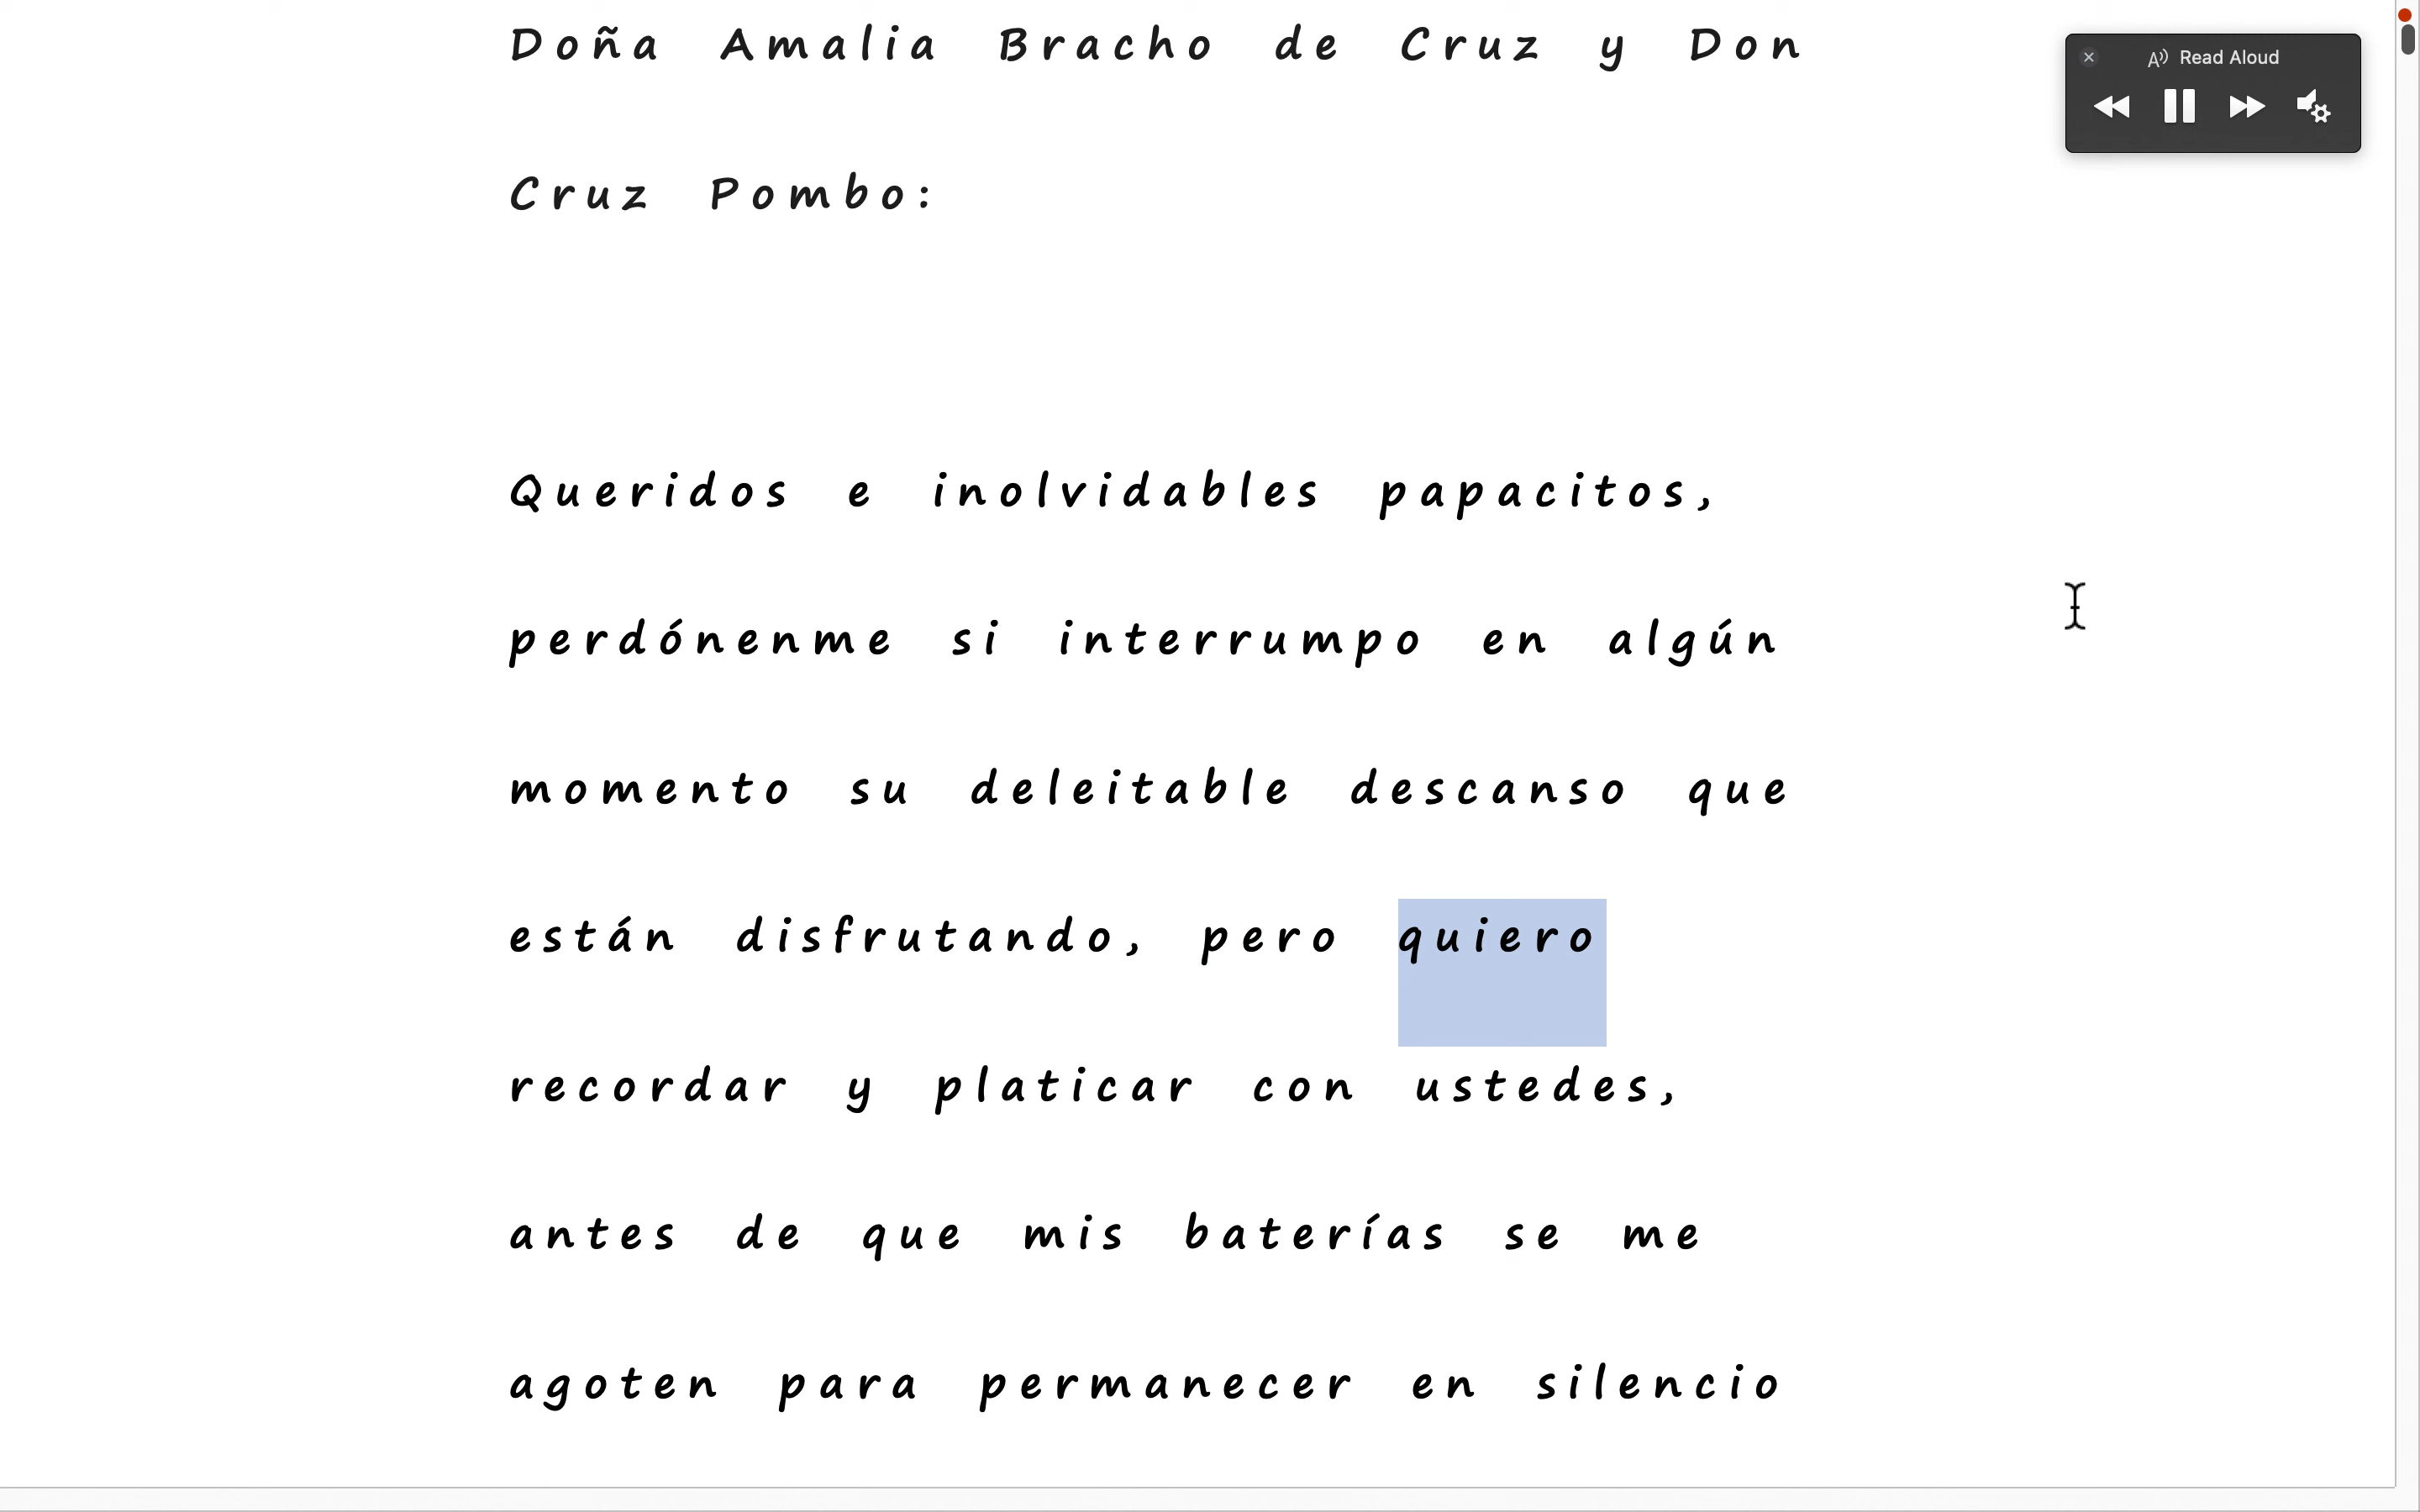 Doña Amalia Bracho de Cruz y Don
Read Aloud
Cruz Pombo:
Queridos e inolvidables papacitos,
perdónenme si interrumpo en algún
momento su deleitable descanso que
están disfrutando, pero quiero
recordar y platicar con ustedes,
antes de que mis baterías se me
agoten para permanecer en silencio